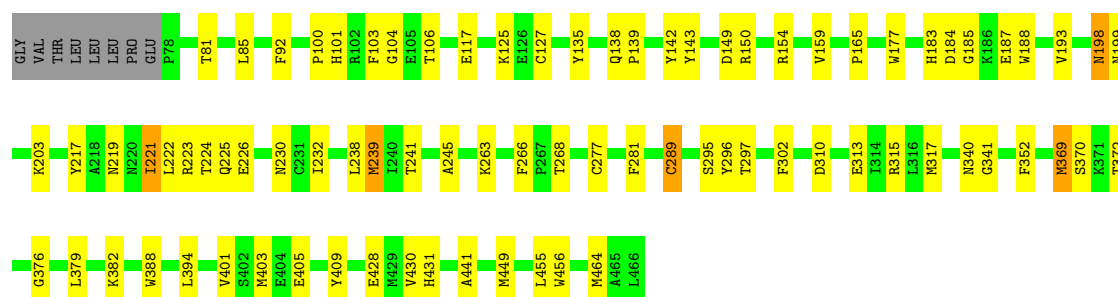 GLY VAL THR LEU LEU LEU PRO GLU P78 T81 L85 F92 P100 H101 R102 F103 G104 E105 T106 E117 K125 E126 C127 Y135 Q138 P139 Y142 Y143 D149 R150 R154 V159 P165 W177 H183 D184 G185 K186 E187 W188 V193 N198 N199
K203 Y217 A218 N219 N220 I221 L222 R223 T224 Q225 E226 N230 C231 I232 L238 M239 I240 T241 A245 K263 F266 P267 T268 C277 F281 C289 S295 Y296 T297 F302 D310 E313 I314 R315 L316 M317 N340 G341 F352 M369 S370 K371 T372
G376 L379 K382 W388 L394 V401 S402 M403 E404 E405 Y409 E428 M429 V430 H431 A441 M449 L455 W456 M464 A465 L466